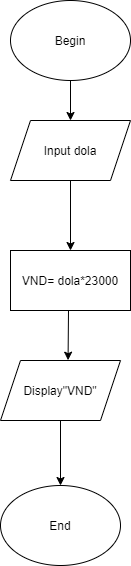 Begin
Input dola
VND= dola*23000
Display"VND"
End